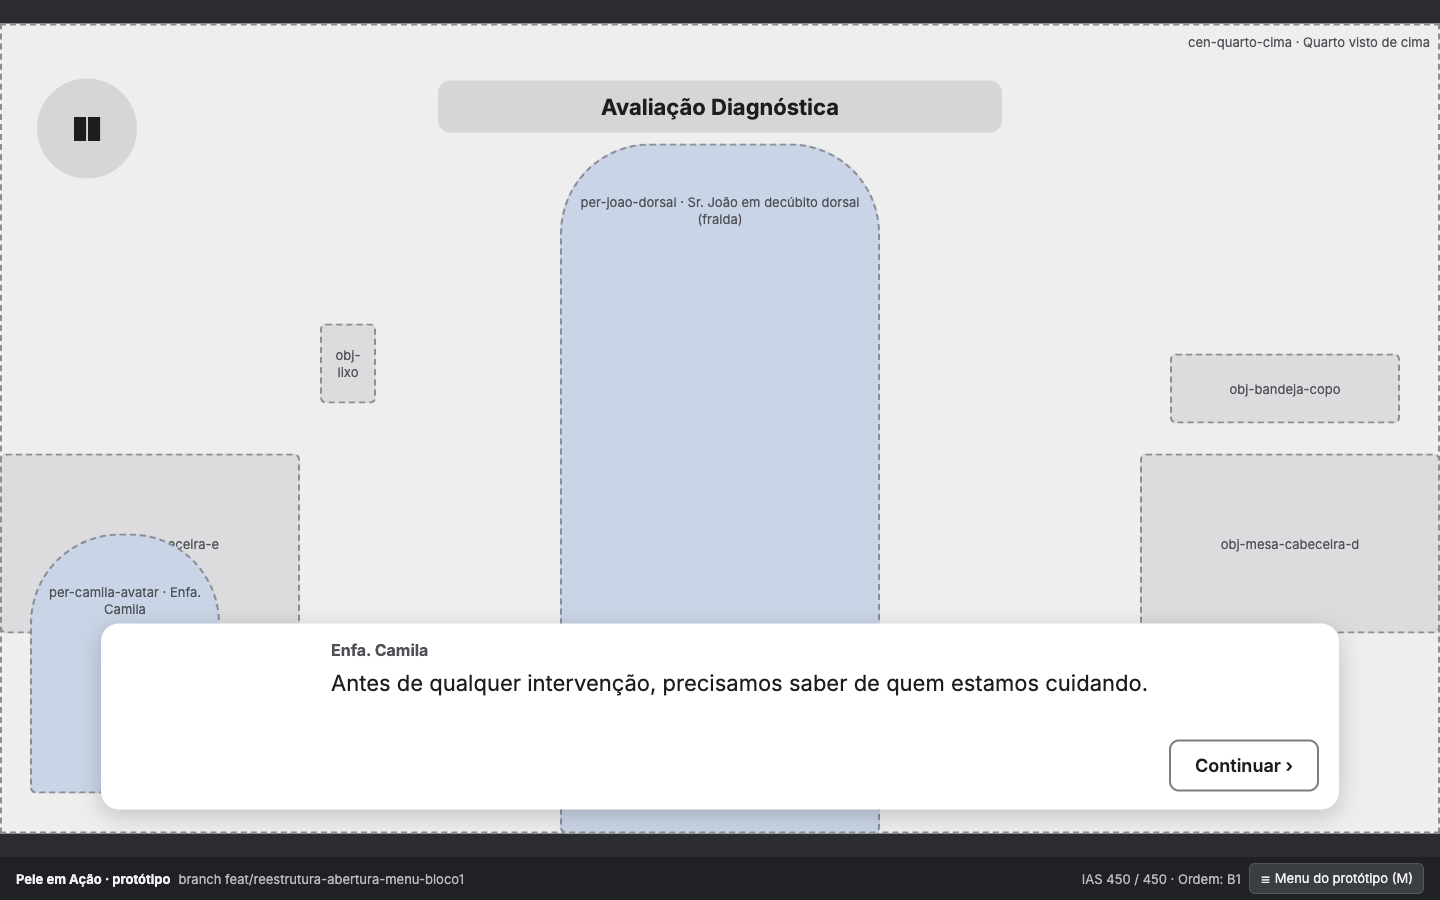 cen-quarto-cima · Quarto visto de cima
Avaliação Diagnóstica
per-joao-dorsal · Sr. João em decúbito dorsal
(fralda)
obj-
lixo
obj-bandeja-copo
eceira-e
obj-mesa-cabeceira-d
per-camila-avatar · Enfa.
Camila
Enfa. Camila
Antes de qualquer intervenção, precisamos saber de quem estamos cuidando.
Continuar ›
Pele em Ação · protótipo branch feat/reestrutura-abertura-menu-bloco1
IAS 450 / 450 · Ordem: B1 ≡ Menu do protótipo (M)